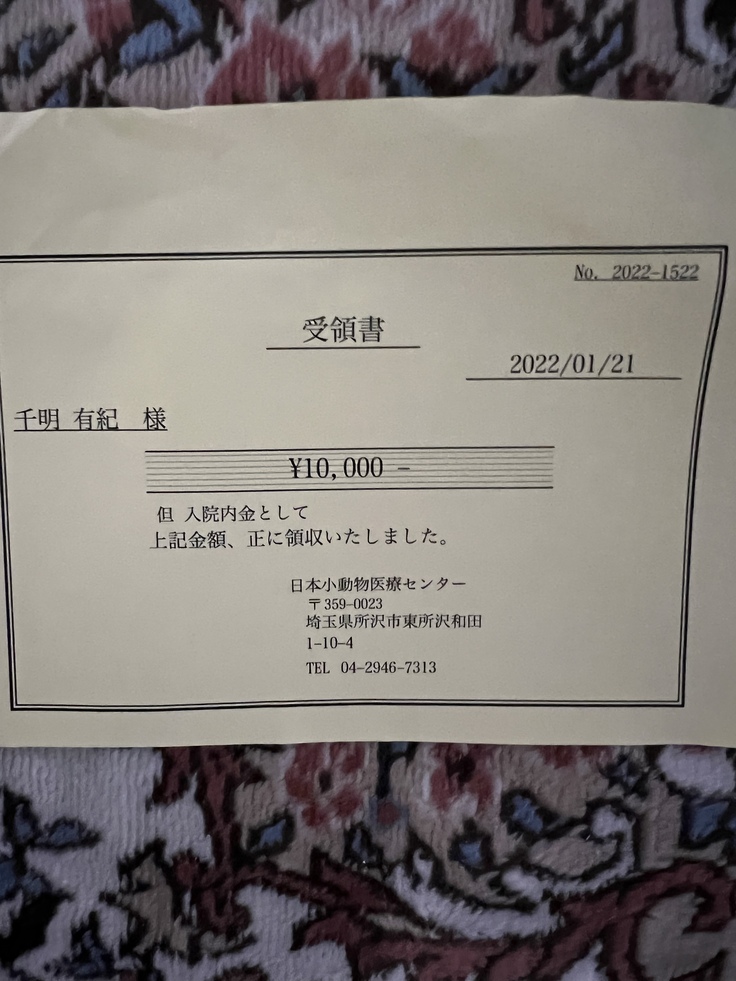 No. 2022-1522
受領書
2022/01/21
千明 有紀 様
¥10,000 −
但 入院内金として
上記金額、正に領収いたしました。
日本小動物医療センター
〒359-0023
埼玉県所沢市東所沢和田
1-10-4
TEL 04-2946-7313